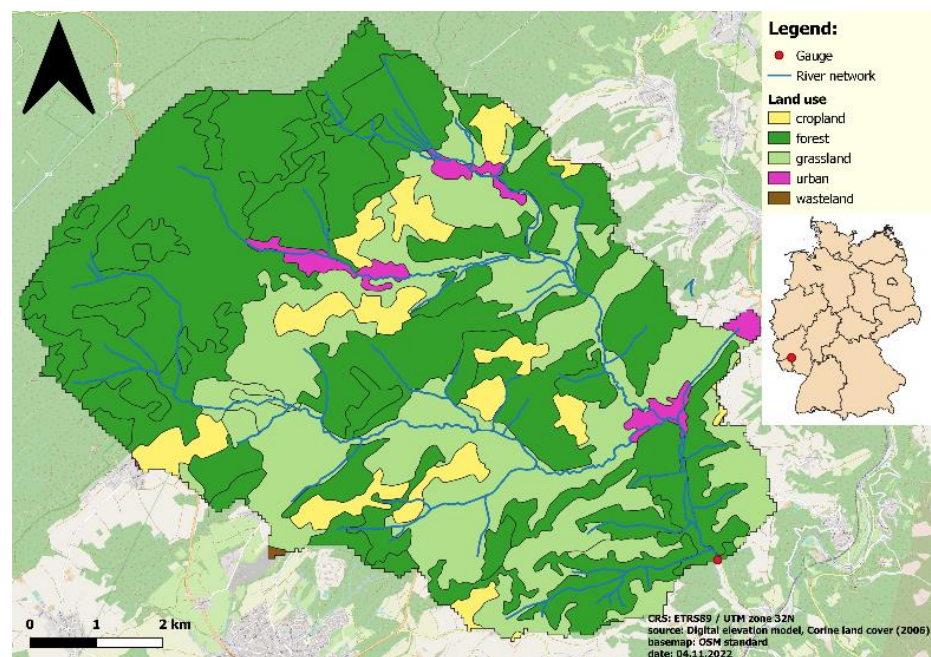 Legend:
Gauge
River network
Land use
cropland
forest
grassland
urban
wasteland
0 1 2 km
CRS: ETRS89 / UTM zone 32N
source: Digital elevation model, Corine land cover (2006)
basemap: OSM standard
date: 04.11.2022